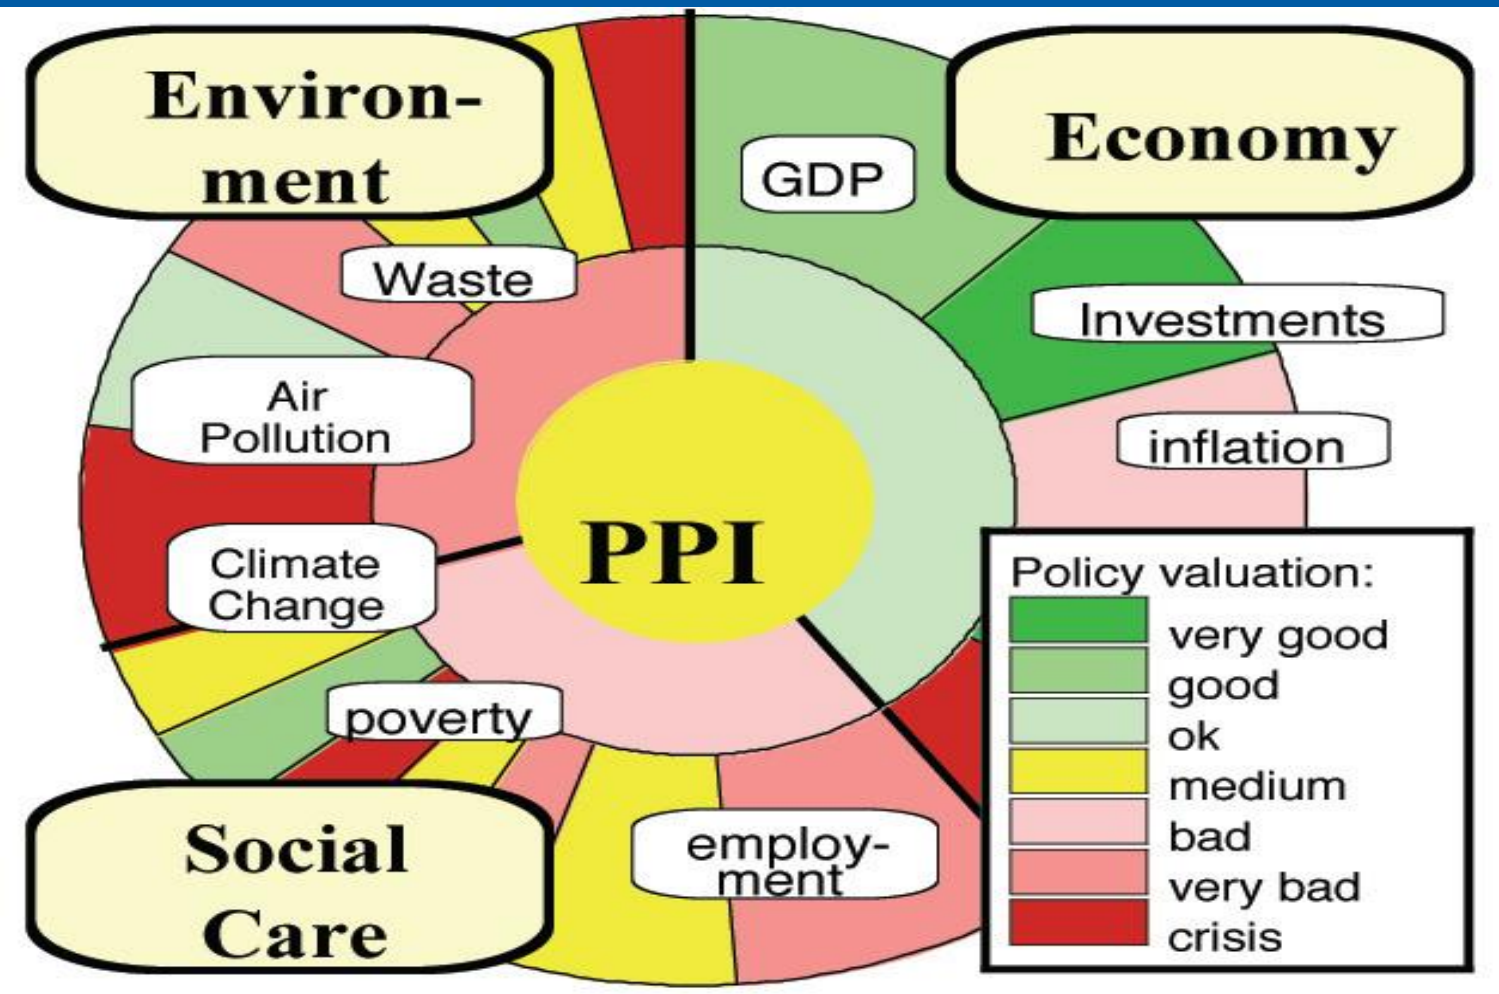 Environ-
ment
Economy
GDP
Waste
Investments
Air
Pollution
inflation
PPI
Climate
Change
poverty
Social
Care
employ-
ment
Policy valuation:
very good
good
ok
medium
bad
very bad
crisis